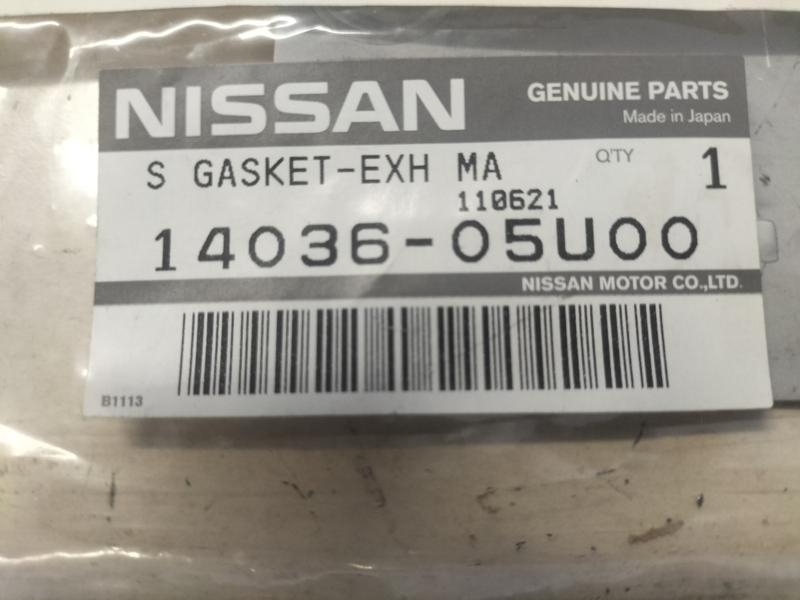 NISSAN
GENUINE PARTS
Made in Japan
S GASKET-EXH MA
Q'TY 1
110621
14036-05U00
NISSAN MOTOR CO.,LTD.
B1113